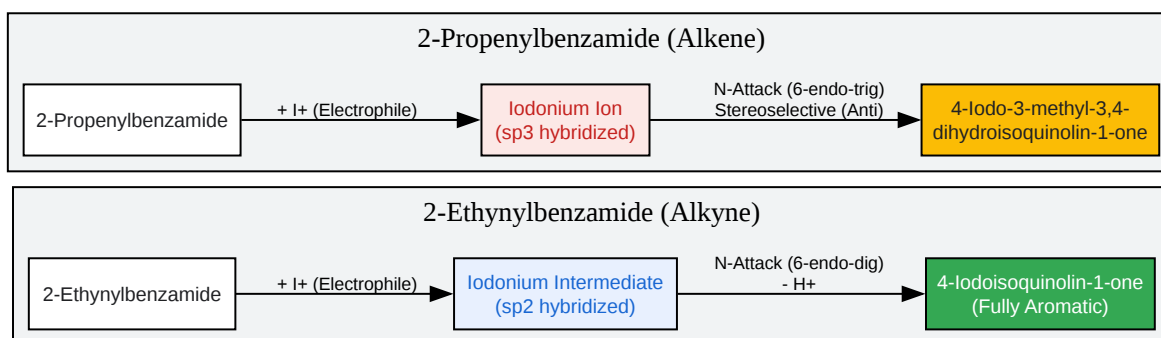 2-Propenylbenzamide (Alkene)
2-Propenylbenzamide
+ I+ (Electrophile)
Iodonium Ion
(sp3 hybridized)
N-Attack (6-endo-trig)
Stereoselective (Anti)
4-Iodo-3-methyl-3,4-
dihydroisoquinolin-1-one
2-Ethynylbenzamide (Alkyne)
2-Ethynylbenzamide
+ I+ (Electrophile)
Iodonium Intermediate
(sp2 hybridized)
N-Attack (6-endo-dig)
- H+
4-Iodoisoquinolin-1-one
(Fully Aromatic)